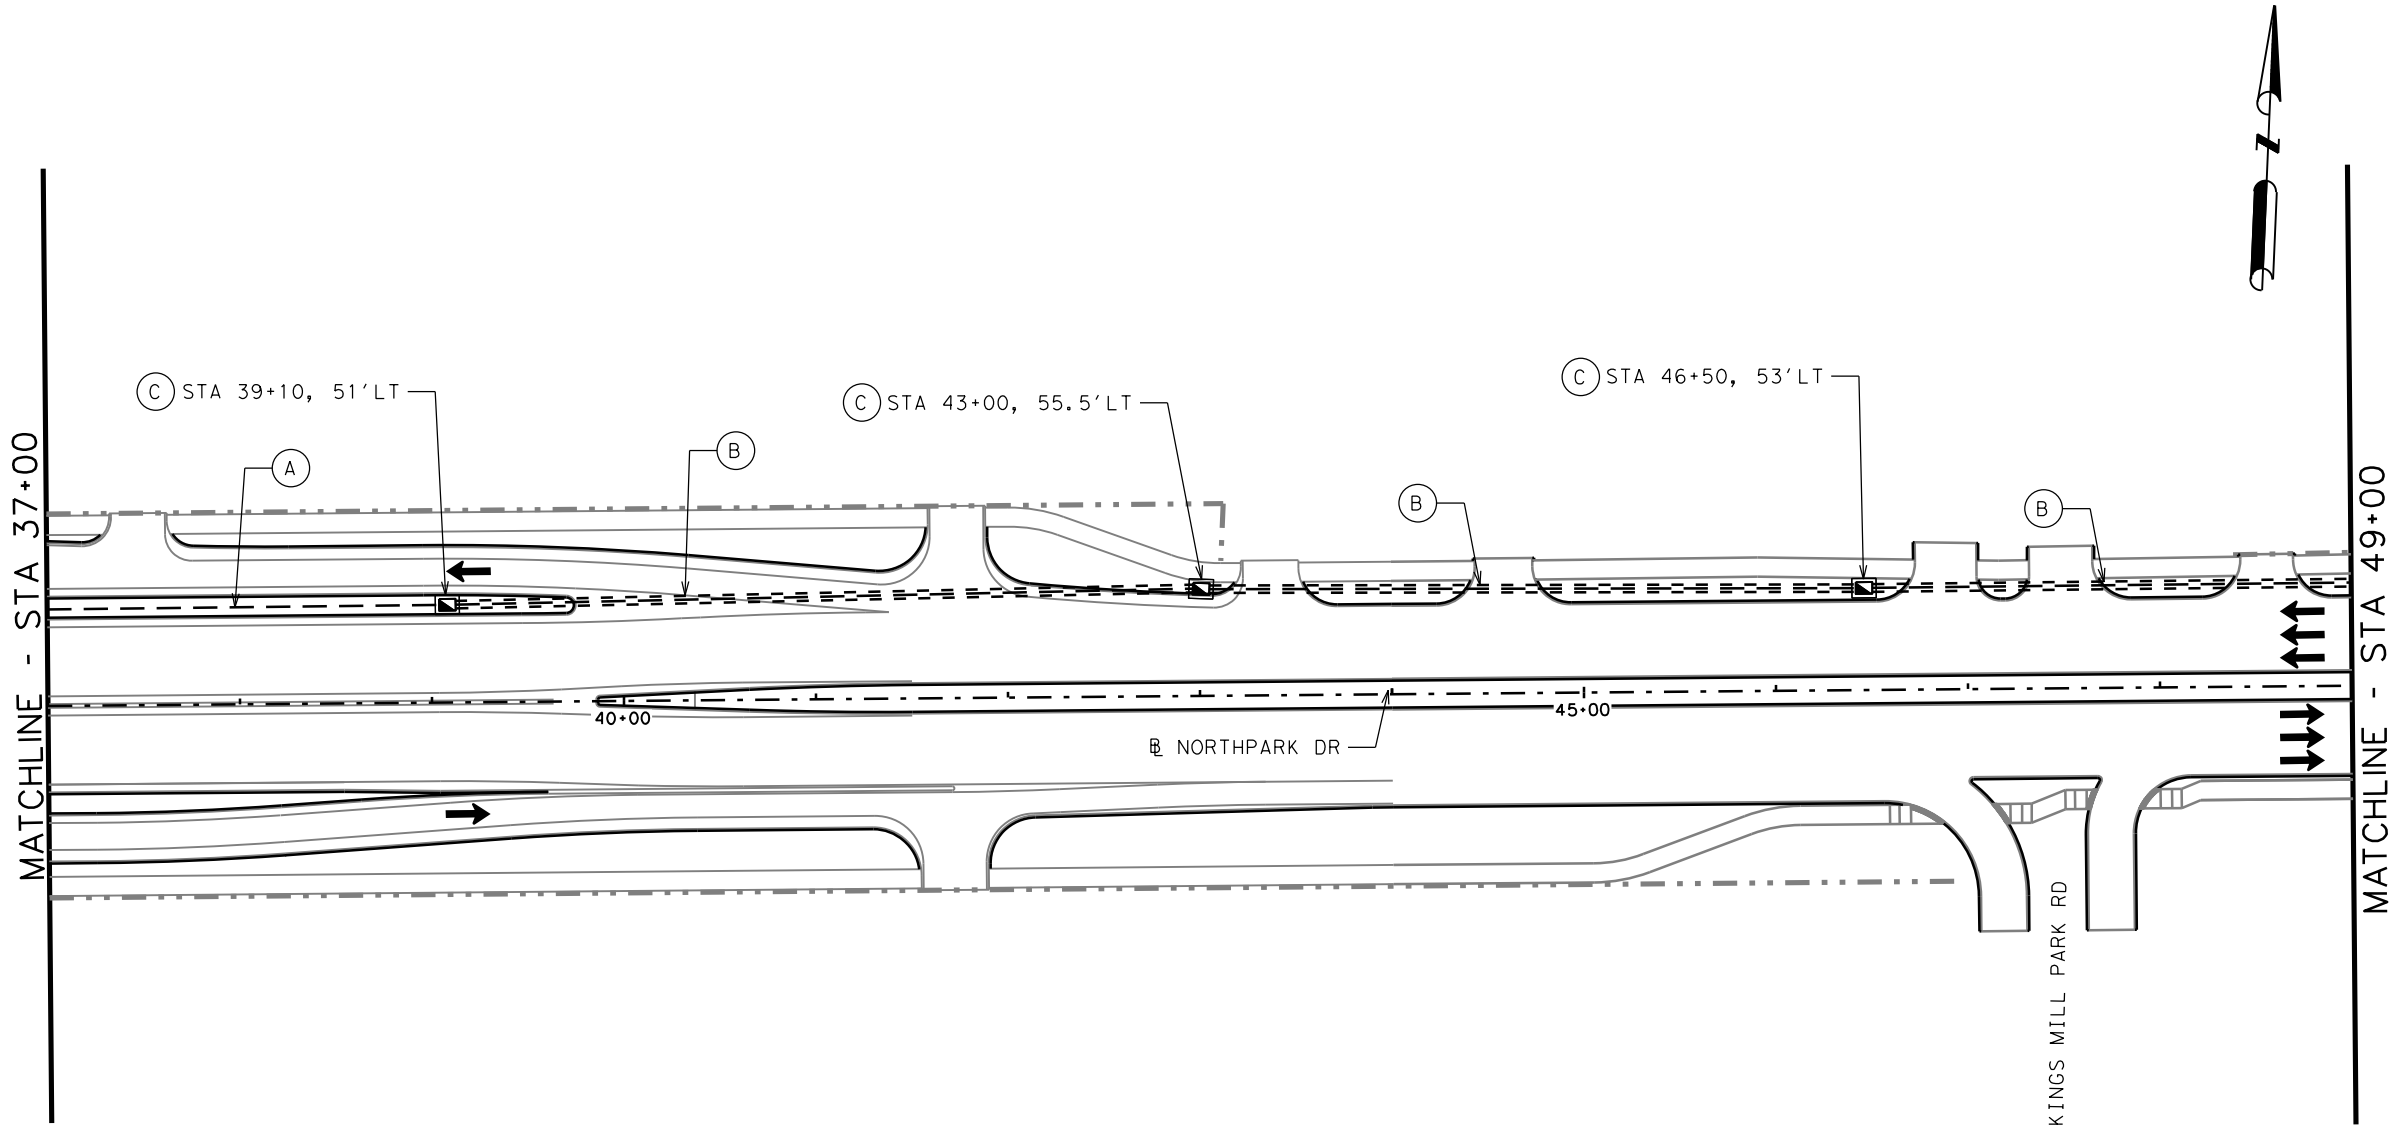 N
C STA 46+50, 53'LT
C STA 39+10, 51'LT
C STA 43+00, 55.5'LT
B
A
B
B
MATCHLINE - STA 37+00
MATCHLINE - STA 49+00
40+00
45+00
BL NORTHPARK DR
KINGS MILL PARK RD